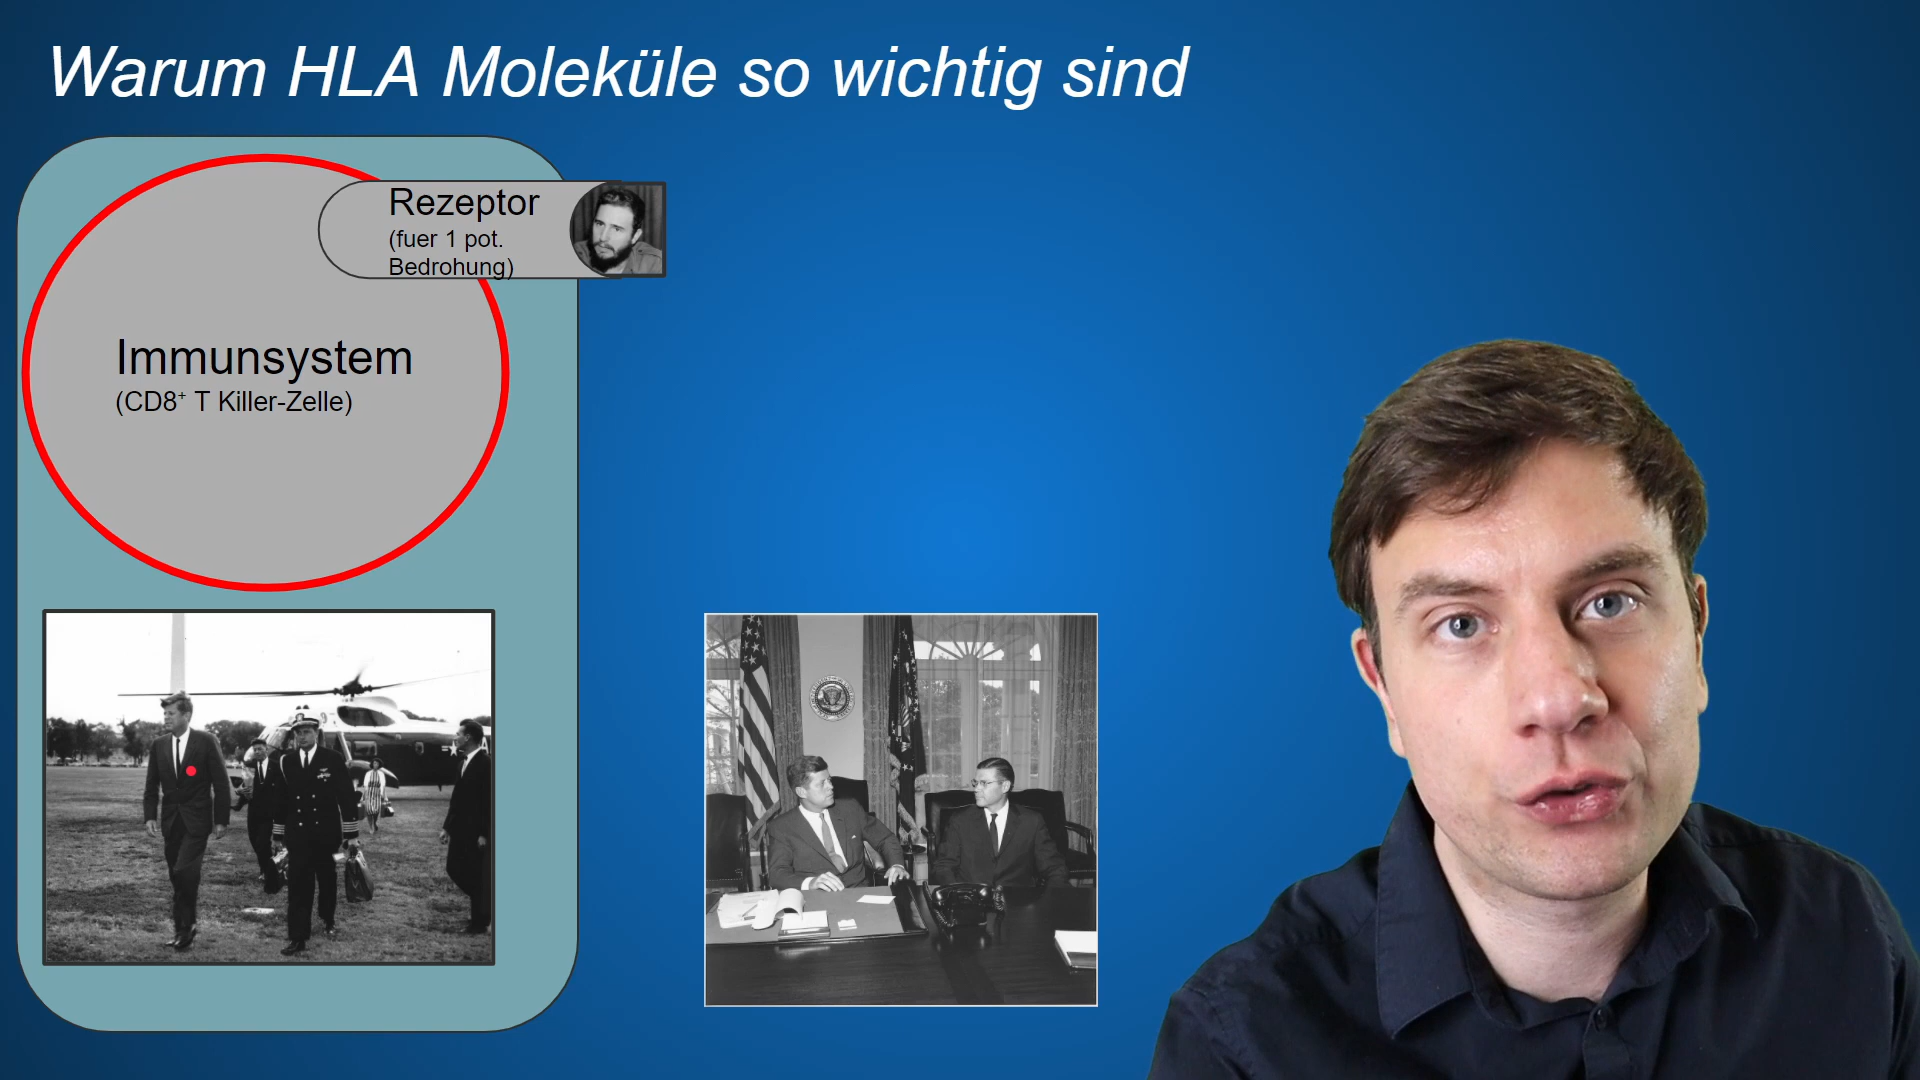 Warum HLA Moleküle so wichtig sind
Rezeptor
(fuer 1 pot.
Bedrohung)
Immunsystem
(CD8⁺ T Killer-Zelle)